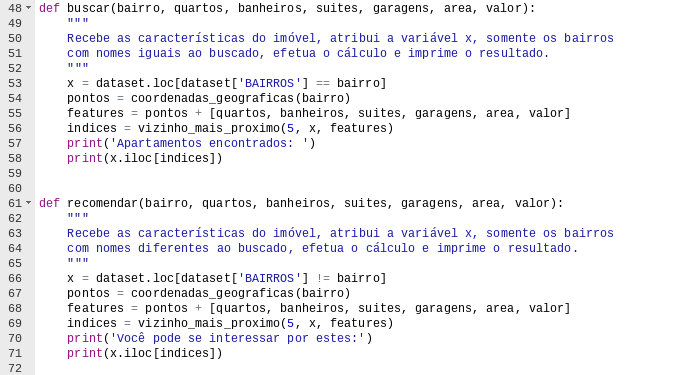 48 def buscar(bairro, quartos, banheiros, suites, garagens, area, valor):
49     """
50     Recebe as características do imóvel, atribui a variável x, somente os bairros
51     com nomes iguais ao buscado, efetua o cálculo e imprime o resultado.
52     """
53     x = dataset.loc[dataset['BAIRROS'] == bairro]
54     pontos = coordenadas_geograficas(bairro)
55     features = pontos + [quartos, banheiros, suites, garagens, area, valor]
56     indices = vizinho_mais_proximo(5, x, features)
57     print('Apartamentos encontrados: ')
58     print(x.iloc[indices])
59
60
61 def recomendar(bairro, quartos, banheiros, suites, garagens, area, valor):
62     """
63     Recebe as características do imóvel, atribui a variável x, somente os bairros
64     com nomes diferentes ao buscado, efetua o cálculo e imprime o resultado.
65     """
66     x = dataset.loc[dataset['BAIRROS'] != bairro]
67     pontos = coordenadas_geograficas(bairro)
68     features = pontos + [quartos, banheiros, suites, garagens, area, valor]
69     indices = vizinho_mais_proximo(5, x, features)
70     print('Você pode se interessar por estes:')
71     print(x.iloc[indices])
72